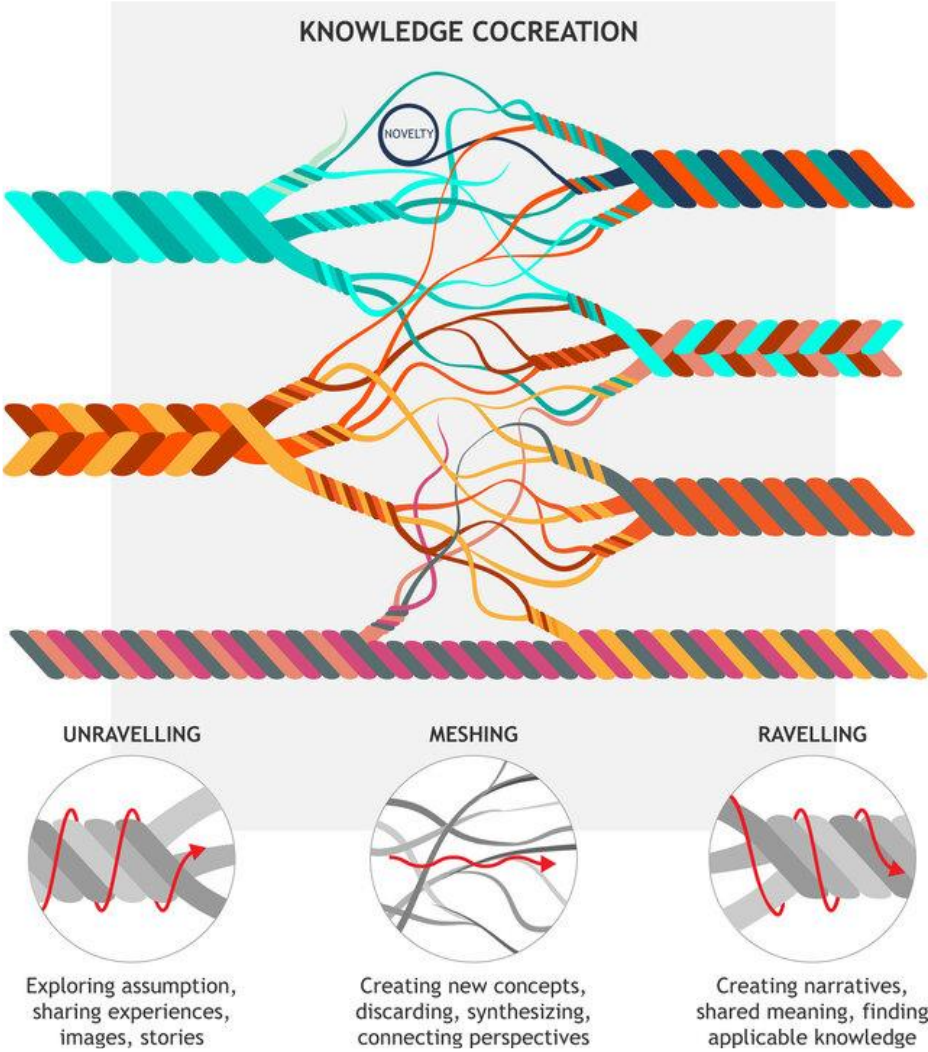 KNOWLEDGE COCREATION
NOVELTY
UNRAVELLING
MESHING
RAVELLING
Exploring assumption,
sharing experiences,
images, stories
Creating new concepts,
discarding, synthesizing,
connecting perspectives
Creating narratives,
shared meaning, finding
applicable knowledge